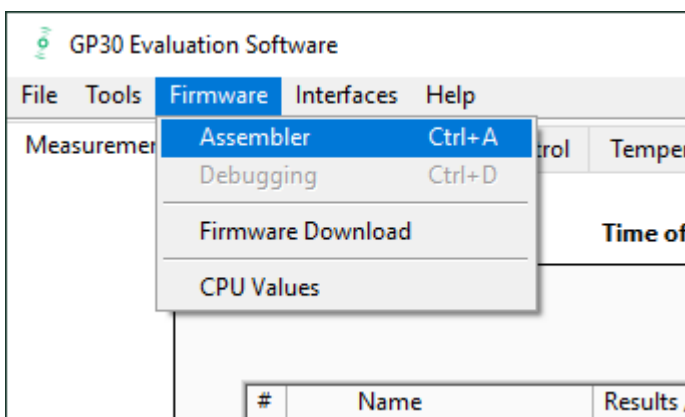 GP30 Evaluation Software
File Tools Firmware Interfaces Help
Assembler Ctrl+A
Debugging Ctrl+D
Firmware Download
CPU Values
Time of
# Name Results